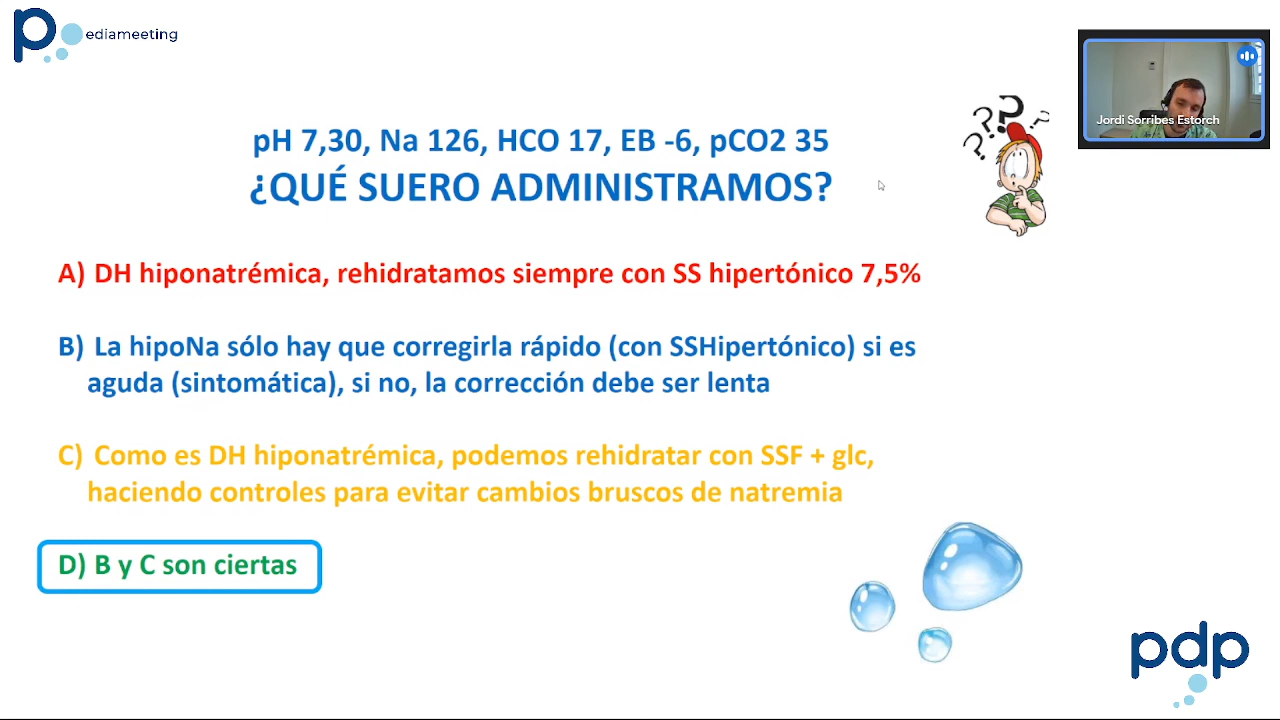 pediameeting
Jordi Sorribes Estorch
pH 7,30, Na 126, HCO 17, EB -6, pCO2 35
¿QUÉ SUERO ADMINISTRAMOS?
? ? ? ?
A) DH hiponatrémica, rehidratamos siempre con SS hipertónico 7,5%
B) La hipoNa sólo hay que corregirla rápido (con SSHipertónico) si es
aguda (sintomática), si no, la corrección debe ser lenta
C) Como es DH hiponatrémica, podemos rehidratar con SSF + glc,
haciendo controles para evitar cambios bruscos de natremia
D) B y C son ciertas
pdp